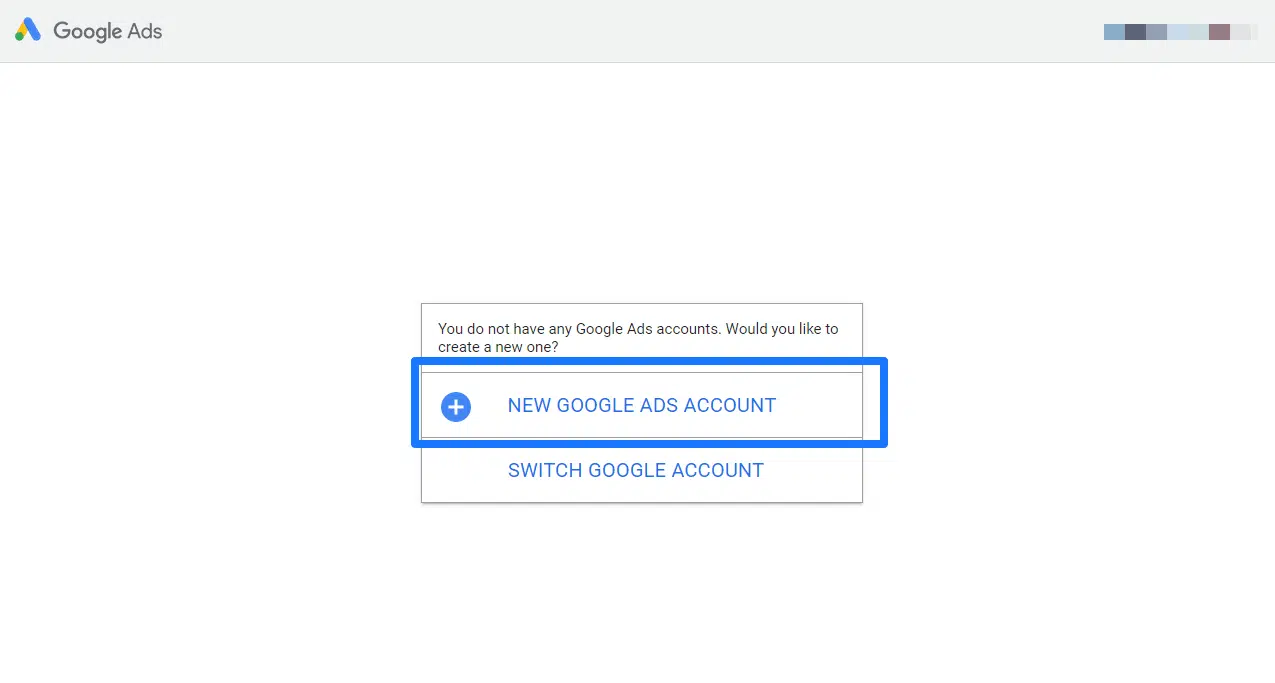 Google Ads
You do not have any Google Ads accounts. Would you like to
create a new one?
NEW GOOGLE ADS ACCOUNT
SWITCH GOOGLE ACCOUNT